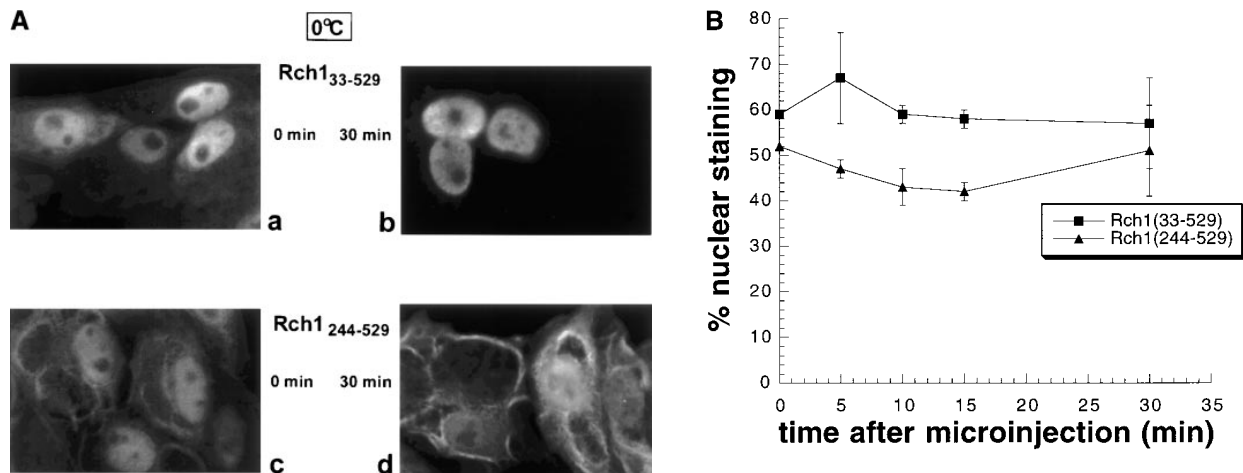 A
0°C
Rch1 33-529
0 min 30 min
a b
Rch1 244-529
0 min 30 min
c d
B
% nuclear staining
80
70
60
50
40
30
20
10
0
0 5 10 15 20 25 30 35
time after microinjection (min)
Rch1(33-529)
Rch1(244-529)